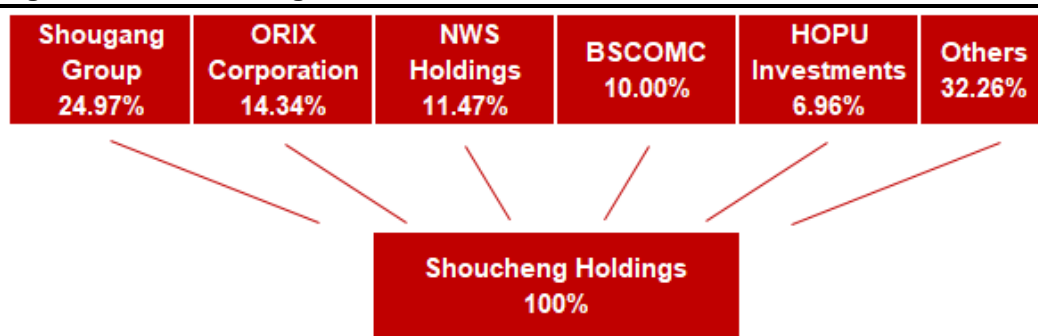 Shougang
Group
24.97%
ORIX
Corporation
14.34%
NWS
Holdings
11.47%
BSCOMC
10.00%
HOPU
Investments
6.96%
Others
32.26%
Shoucheng Holdings
100%